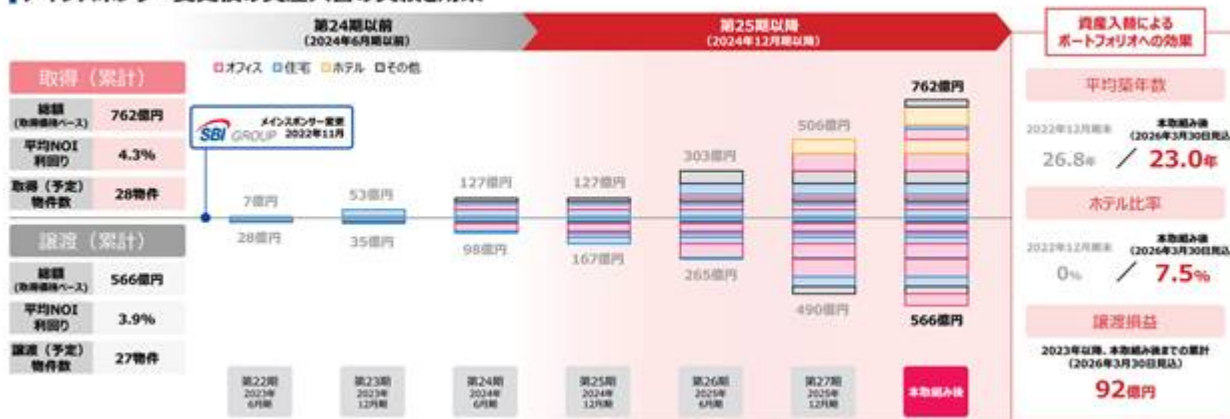 第24期以前
(2024年6月期以前)
第25期以降
(2024年12月期以降)
資産入替による
ポートフォリオへの効果
取得（累計）
総額
(取得価格ベース)
762億円
平均NOI
利回り
4.3%
取得（予定）
物件数
28物件
譲渡（累計）
総額
(取得価格ベース)
566億円
平均NOI
利回り
3.9%
譲渡（予定）
物件数
27物件
オフィス 住宅 ホテル その他
SBI GROUP
メインスポンサー変更
2022年11月
7億円
53億円
127億円
127億円
303億円
506億円
762億円
28億円
35億円
98億円
167億円
265億円
490億円
566億円
第22期
2023年
6月期
第23期
2023年
12月期
第24期
2024年
6月期
第25期
2024年
12月期
第26期
2025年
6月期
第27期
2025年
12月期
本取組み後
平均築年数
2022年12月期末
本取組み後
(2026年3月30日見込)
26.8年 / 23.0年
ホテル比率
2022年12月期末
本取組み後
(2026年3月30日見込)
0% / 7.5%
譲渡損益
2023年以降、本取組み後までの累計
(2026年3月30日見込)
92億円